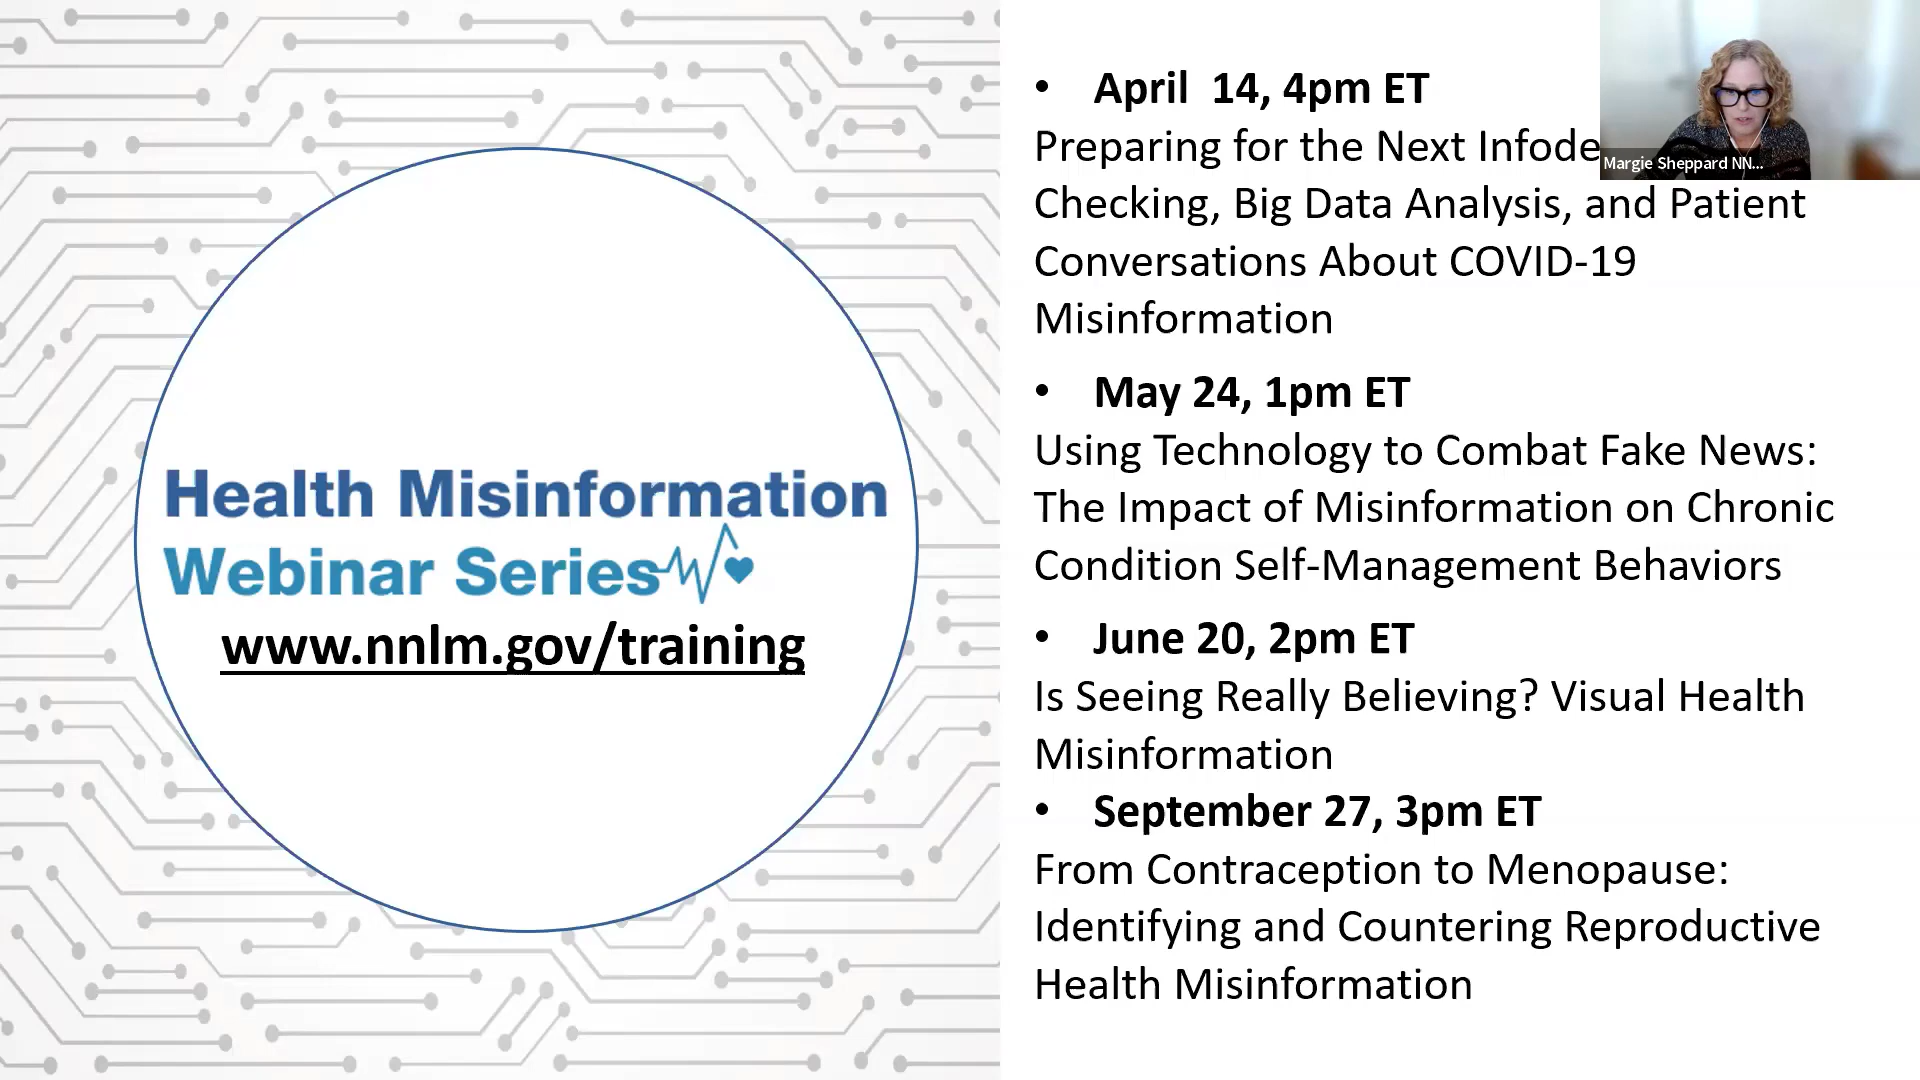 Health Misinformation
Webinar Series
www.nnlm.gov/training
• April 14, 4pm ET
Preparing for the Next Infode
Checking, Big Data Analysis, and Patient
Conversations About COVID-19
Misinformation
• May 24, 1pm ET
Using Technology to Combat Fake News:
The Impact of Misinformation on Chronic
Condition Self-Management Behaviors
• June 20, 2pm ET
Is Seeing Really Believing? Visual Health
Misinformation
• September 27, 3pm ET
From Contraception to Menopause:
Identifying and Countering Reproductive
Health Misinformation
Margie Sheppard NN...